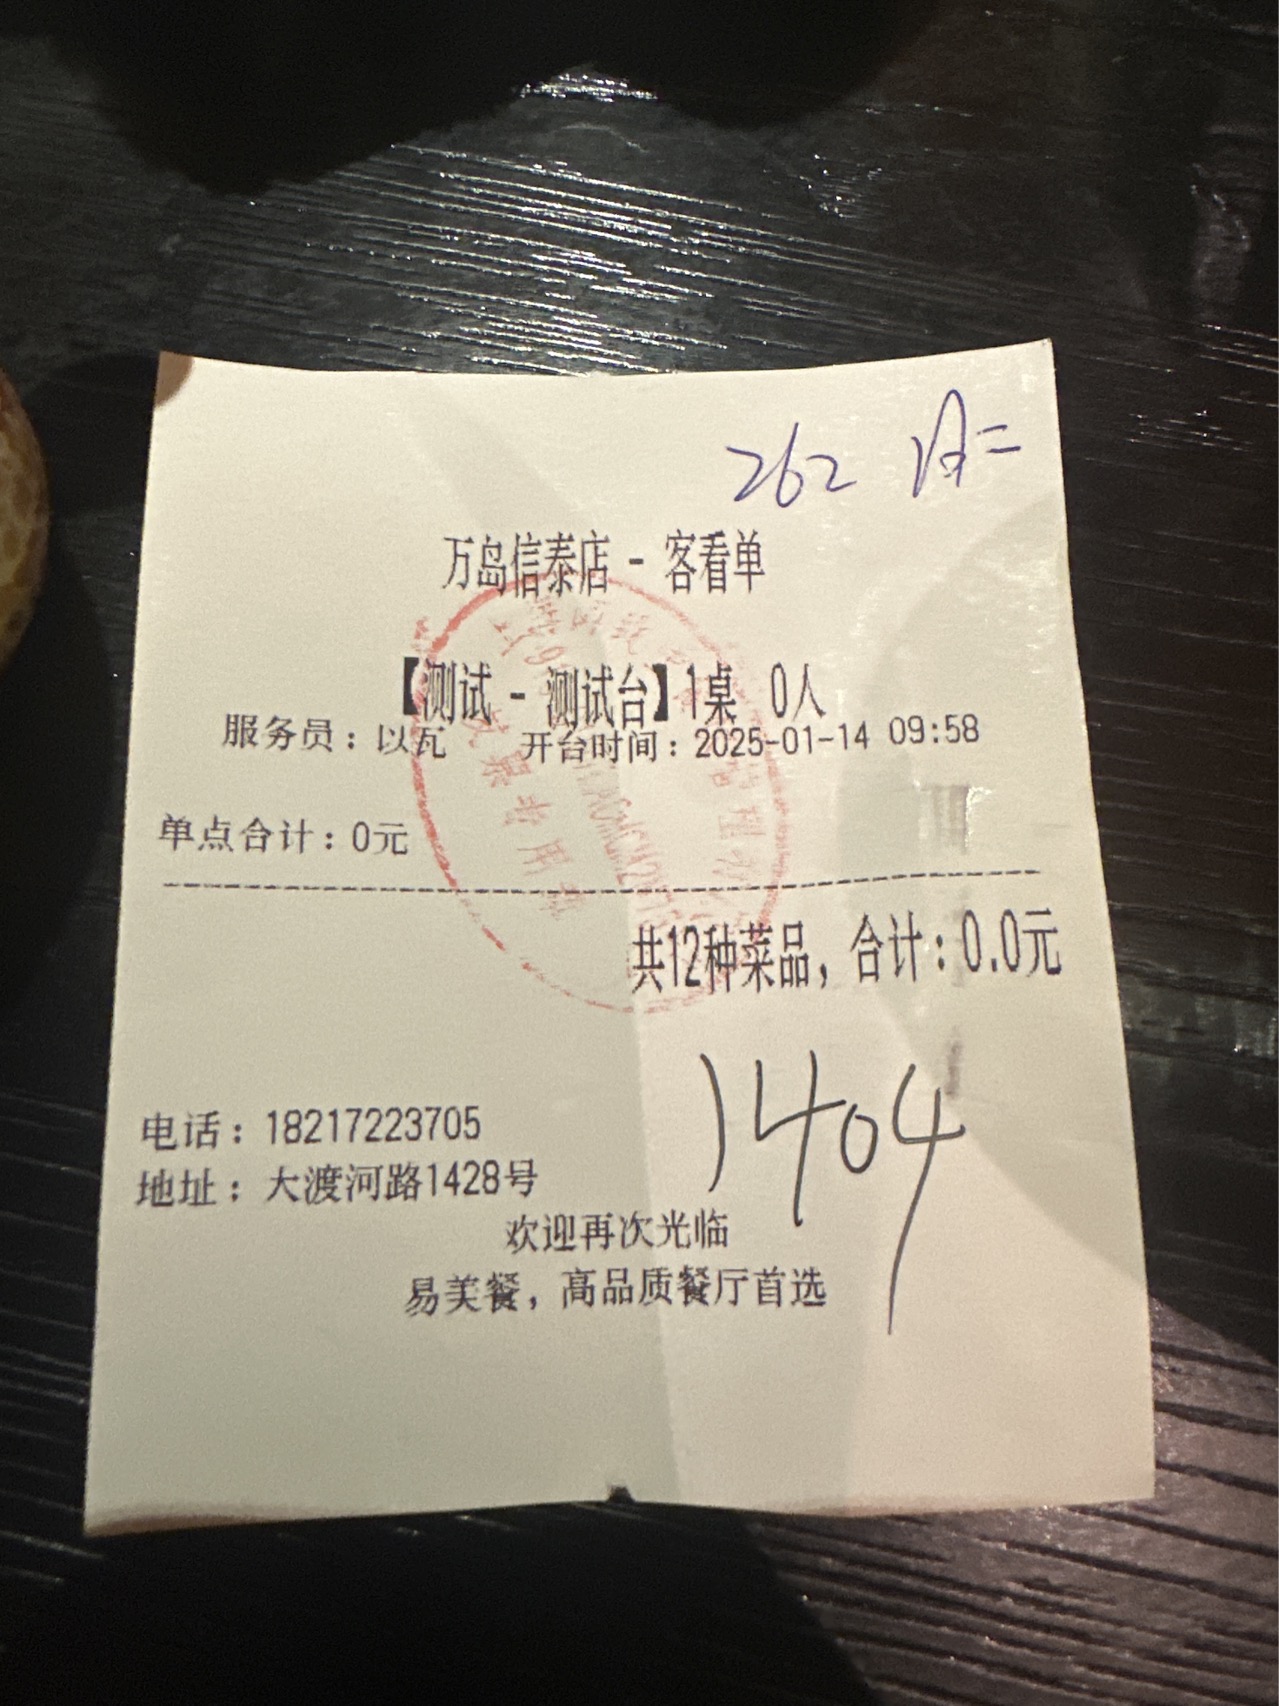 262
万岛信泰店 - 客看单
【测试 - 测试台】1桌 0人
服务员：以瓦 开台时间：2025-01-14 09:58
单点合计：0元
共12种菜品，合计：0.0元
1404
电话：18217223705
地址：大渡河路1428号
欢迎再次光临
易美餐，高品质餐厅首选